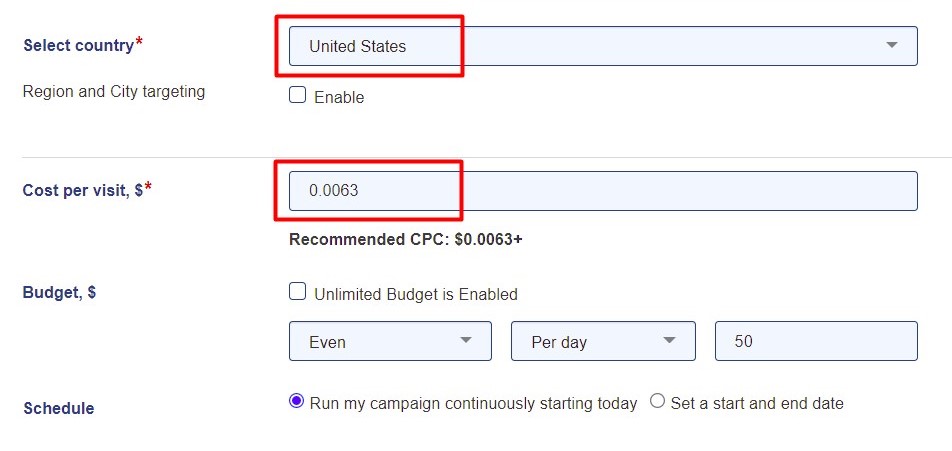 Select country*
United States
Region and City targeting
Enable
Cost per visit, $*
0.0063
Recommended CPC: $0.0063+
Budget, $
Unlimited Budget is Enabled
Even Per day 50
Schedule
Run my campaign continuously starting today Set a start and end date